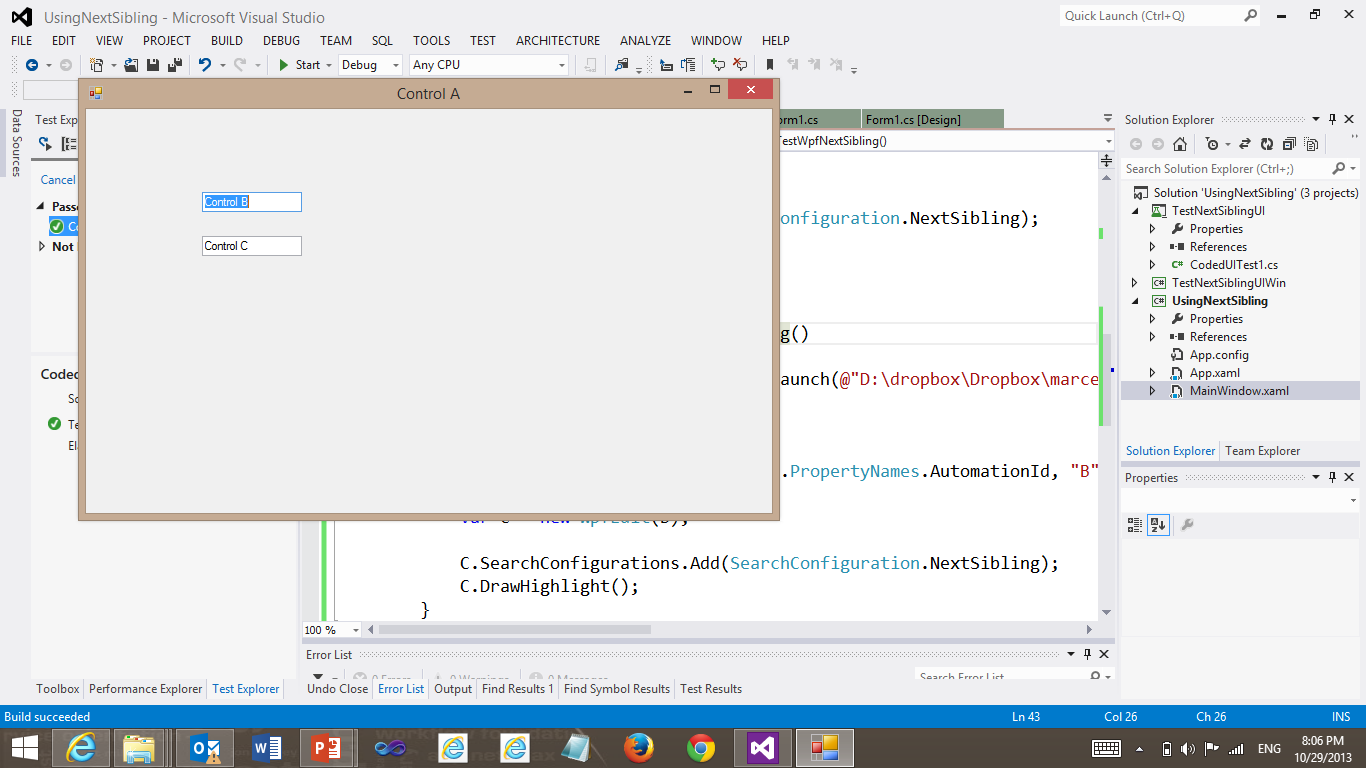 UsingNextSibling - Microsoft Visual Studio
Quick Launch (Ctrl+Q)
FILE EDIT VIEW PROJECT BUILD DEBUG TEAM SQL TOOLS TEST ARCHITECTURE ANALYZE WINDOW HELP
Start Debug Any CPU
Control A
Control B
Control C
Data Sources
Test Exp
Cancel
Passe
Co
Not
Coded
So
Te
Ela
orm1.cs Form1.cs [Design]
TestWpfNextSibling()
onfiguration.NextSibling);
g()
aunch(@"D:\dropbox\Dropbox\marce
.PropertyNames.AutomationId, "B"
var C = new WpfEdit(B);
C.SearchConfigurations.Add(SearchConfiguration.NextSibling);
C.DrawHighlight();
}
100 %
Error List
0 Errors 0 Warnings 0 Messages Search Error List
Solution Explorer
Search Solution Explorer (Ctrl+;)
Solution 'UsingNextSibling' (3 projects)
TestNextSiblingUI
Properties
References
C# CodedUITest1.cs
C# TestNextSiblingUIWin
C# UsingNextSibling
Properties
References
App.config
App.xaml
MainWindow.xaml
Solution Explorer Team Explorer
Properties
Toolbox Performance Explorer Test Explorer Undo Close Error List Output Find Results 1 Find Symbol Results Test Results
Build succeeded Ln 43 Col 26 Ch 26 INS
ENG 8:06 PM
10/29/2013